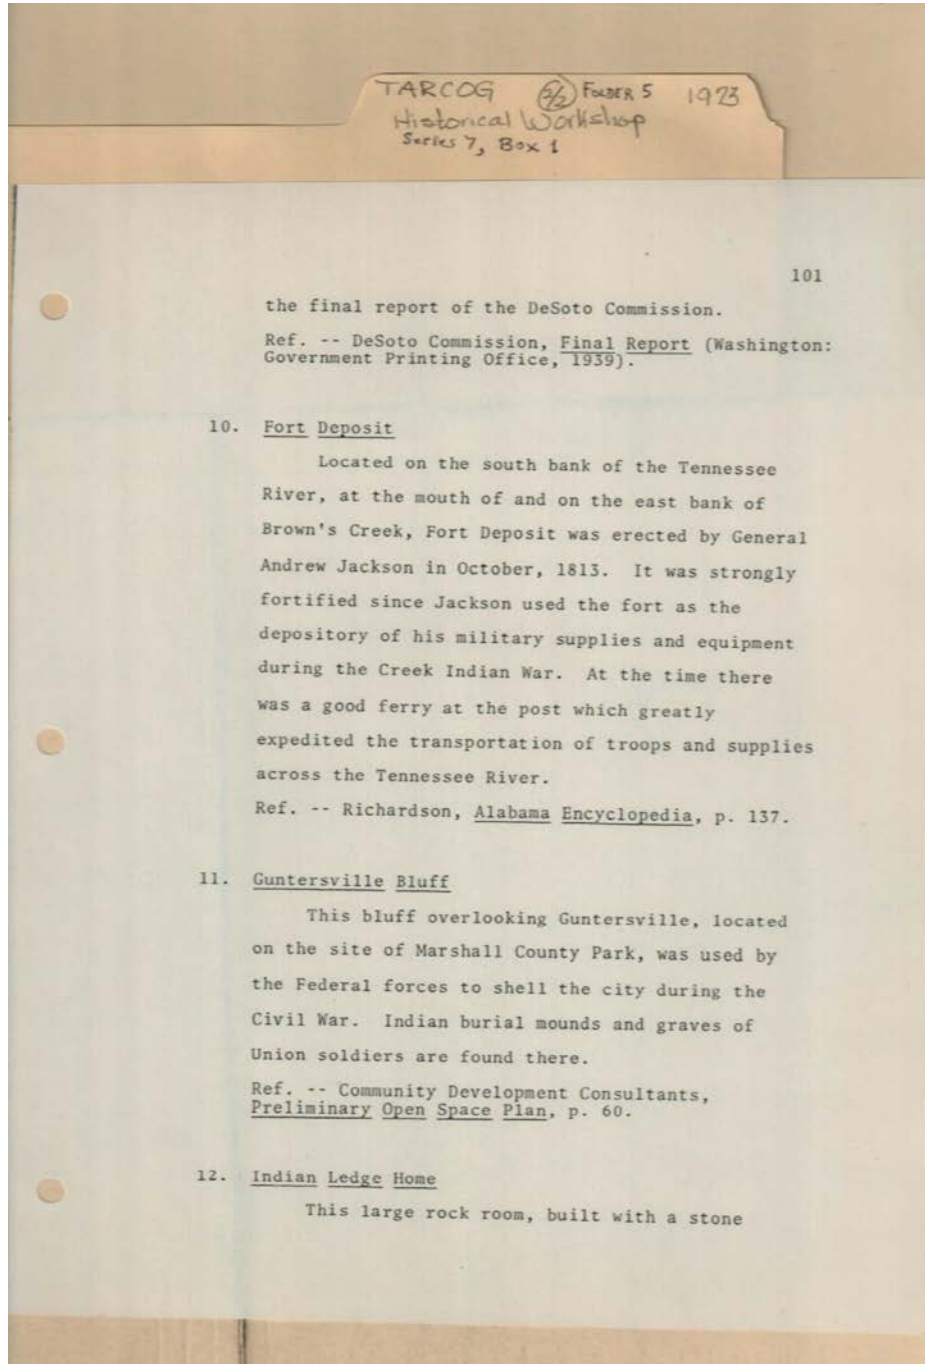 TARCOG 2/2 FOLDER 5 1973
Historical Workshop
Series 7, Box 1
101
the final report of the DeSoto Commission.
Ref. -- DeSoto Commission, Final Report (Washington:
Government Printing Office, 1939).
10. Fort Deposit
Located on the south bank of the Tennessee
River, at the mouth of and on the east bank of
Brown's Creek, Fort Deposit was erected by General
Andrew Jackson in October, 1813. It was strongly
fortified since Jackson used the fort as the
depository of his military supplies and equipment
during the Creek Indian War. At the time there
was a good ferry at the post which greatly
expedited the transportation of troops and supplies
across the Tennessee River.
Ref. -- Richardson, Alabama Encyclopedia, p. 137.
11. Guntersville Bluff
This bluff overlooking Guntersville, located
on the site of Marshall County Park, was used by
the Federal forces to shell the city during the
Civil War. Indian burial mounds and graves of
Union soldiers are found there.
Ref. -- Community Development Consultants,
Preliminary Open Space Plan, p. 60.
12. Indian Ledge Home
This large rock room, built with a stone